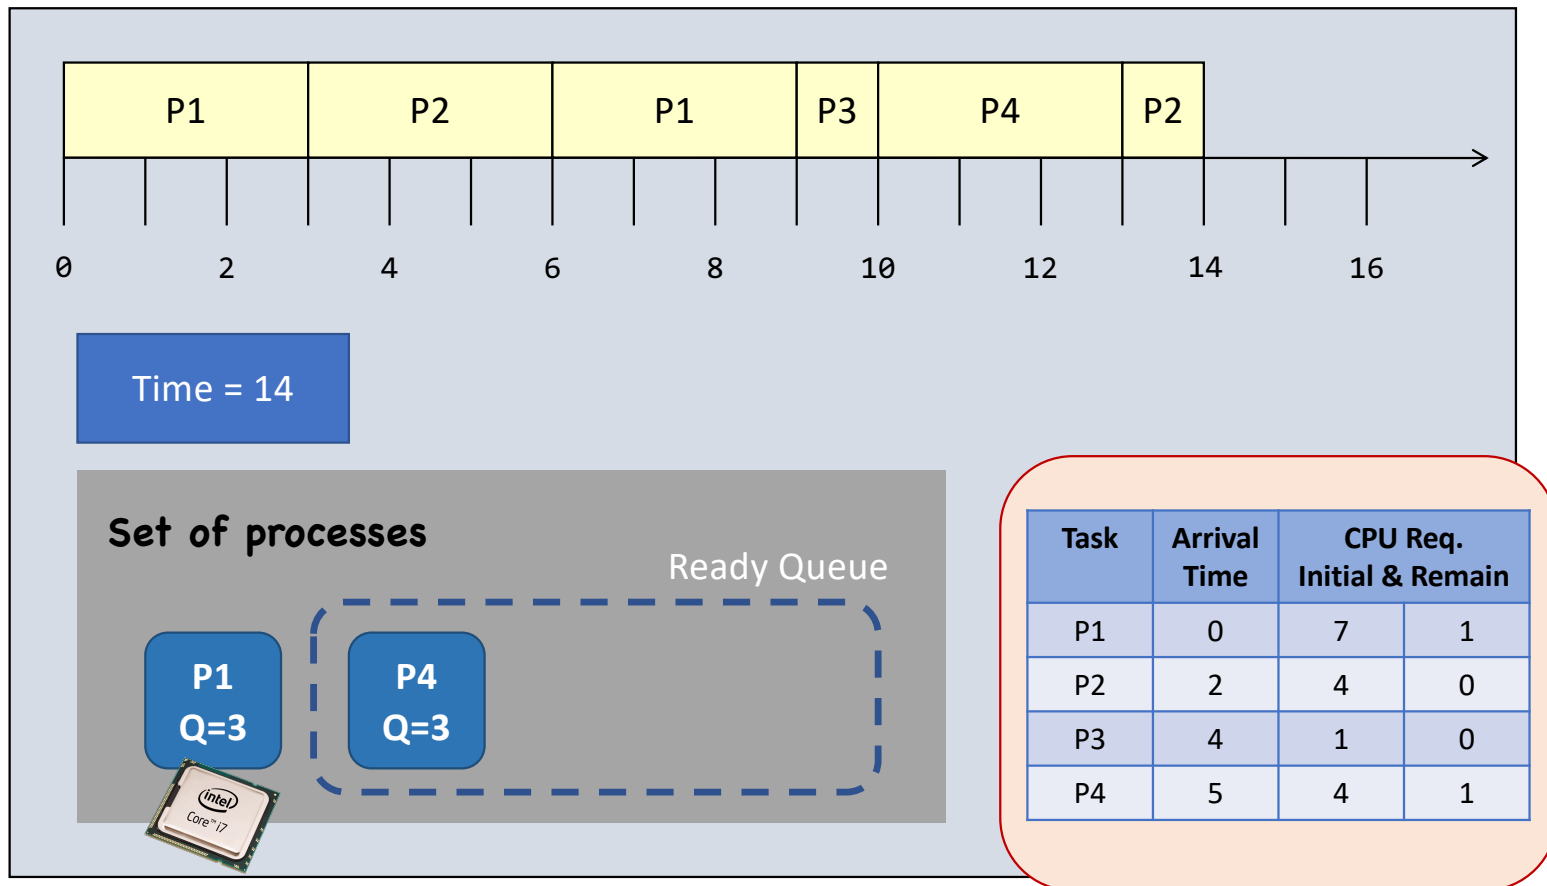 P1 P2 P1 P3 P4 P2
0 2 4 6 8 10 12 14 16
Time = 14
Set of processes
Ready Queue
P1
Q=3
P4
Q=3
intel
Core™ i7
Task Arrival Time CPU Req. Initial & Remain
P1 0 7 1
P2 2 4 0
P3 4 1 0
P4 5 4 1